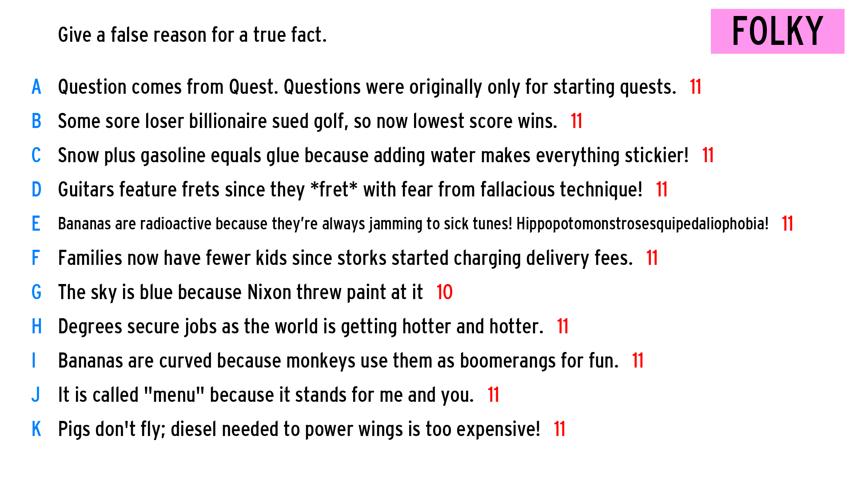 Give a false reason for a true fact.
FOLKY
A Question comes from Quest. Questions were originally only for starting quests. 11
B Some sore loser billionaire sued golf, so now lowest score wins. 11
C Snow plus gasoline equals glue because adding water makes everything stickier! 11
D Guitars feature frets since they *fret* with fear from fallacious technique! 11
E Bananas are radioactive because they're always jamming to sick tunes! Hippopotomonstrosesquipedaliophobia! 11
F Families now have fewer kids since storks started charging delivery fees. 11
G The sky is blue because Nixon threw paint at it 10
H Degrees secure jobs as the world is getting hotter and hotter. 11
I Bananas are curved because monkeys use them as boomerangs for fun. 11
J It is called "menu" because it stands for me and you. 11
K Pigs don't fly; diesel needed to power wings is too expensive! 11